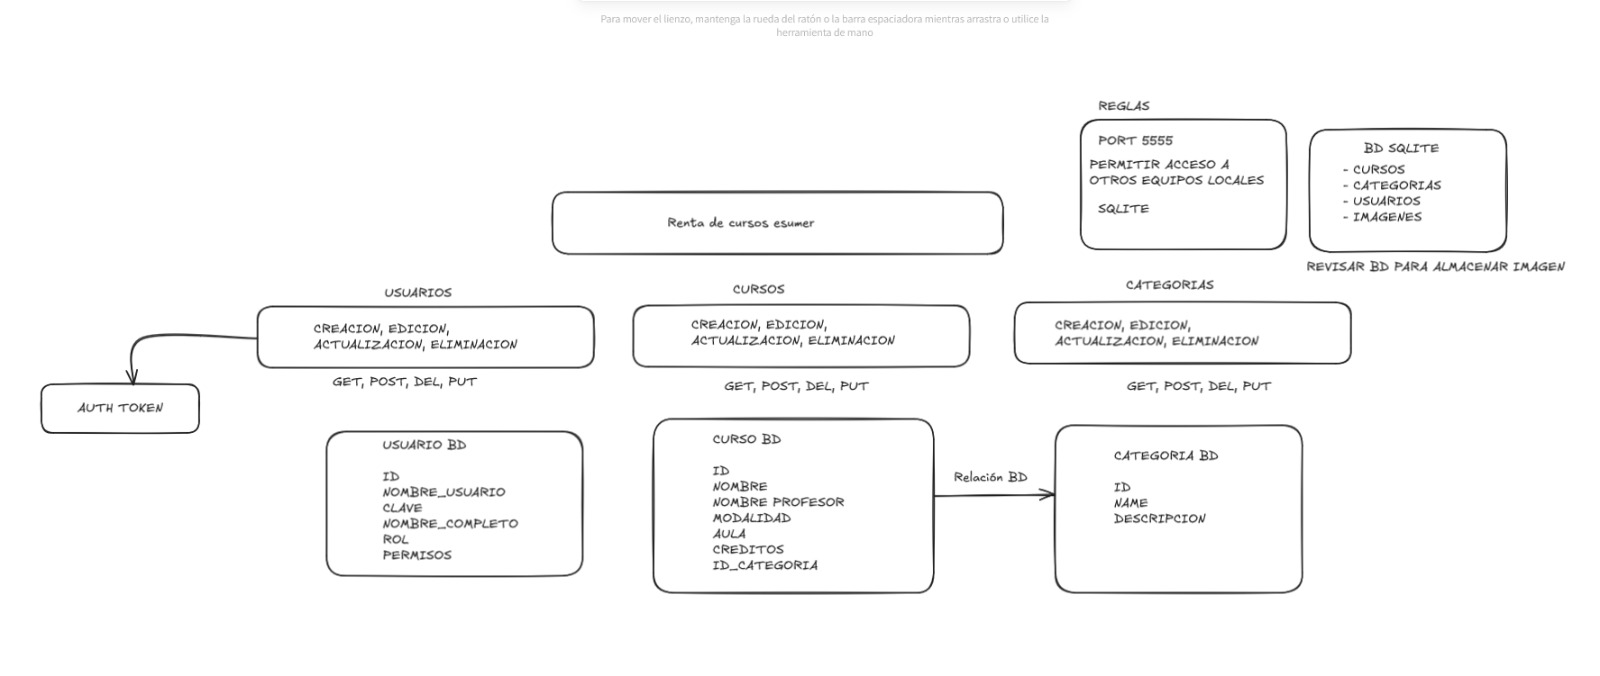 Para mover el lienzo, mantenga la rueda del ratón o la barra espaciadora mientras arrastra o utilice la
herramienta de mano
REGLAS
PORT 5555
PERMITIR ACCESO A
OTROS EQUIPOS LOCALES
SQLITE
BD SQLITE
- CURSOS
- CATEGORIAS
- USUARIOS
- IMAGENES
REVISAR BD PARA ALMACENAR IMAGEN
Renta de cursos esumer
USUARIOS
CREACION, EDICION,
ACTUALIZACION, ELIMINACION
GET, POST, DEL, PUT
AUTH TOKEN
CURSOS
CREACION, EDICION,
ACTUALIZACION, ELIMINACION
GET, POST, DEL, PUT
CATEGORIAS
CREACION, EDICION,
ACTUALIZACION, ELIMINACION
GET, POST, DEL, PUT
USUARIO BD
ID
NOMBRE_USUARIO
CLAVE
NOMBRE_COMPLETO
ROL
PERMISOS
CURSO BD
ID
NOMBRE
NOMBRE PROFESOR
MODALIDAD
AULA
CREDITOS
ID_CATEGORIA
Relación BD
CATEGORIA BD
ID
NAME
DESCRIPCION